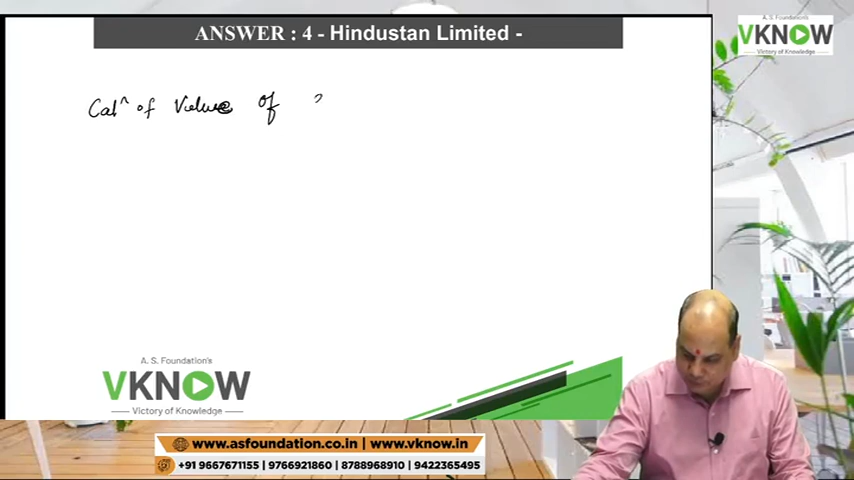 ANSWER : 4 - Hindustan Limited -
A. S. Foundation's
VKNOW
Victory of Knowledge
Calⁿ of Value of
A. S. Foundation's
VKNOW
Victory of Knowledge
www.asfoundation.co.in | www.vknow.in
+91 9667671155 | 9766921860 | 8788968910 | 9422365495